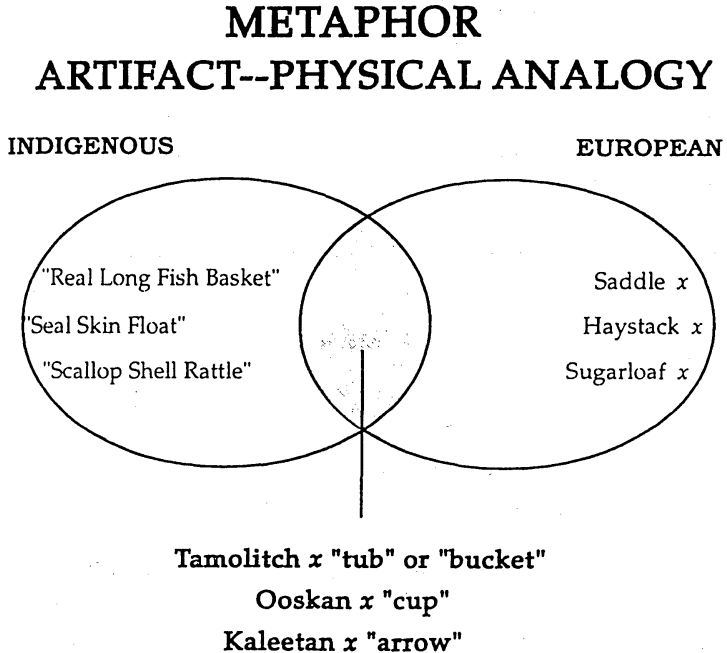 METAPHOR
ARTIFACT--PHYSICAL ANALOGY
INDIGENOUS
EUROPEAN
"Real Long Fish Basket"
"Seal Skin Float"
"Scallop Shell Rattle"
Saddle x
Haystack x
Sugarloaf x
Tamolitch x "tub" or "bucket"
Ooskan x "cup"
Kaleetan x "arrow"